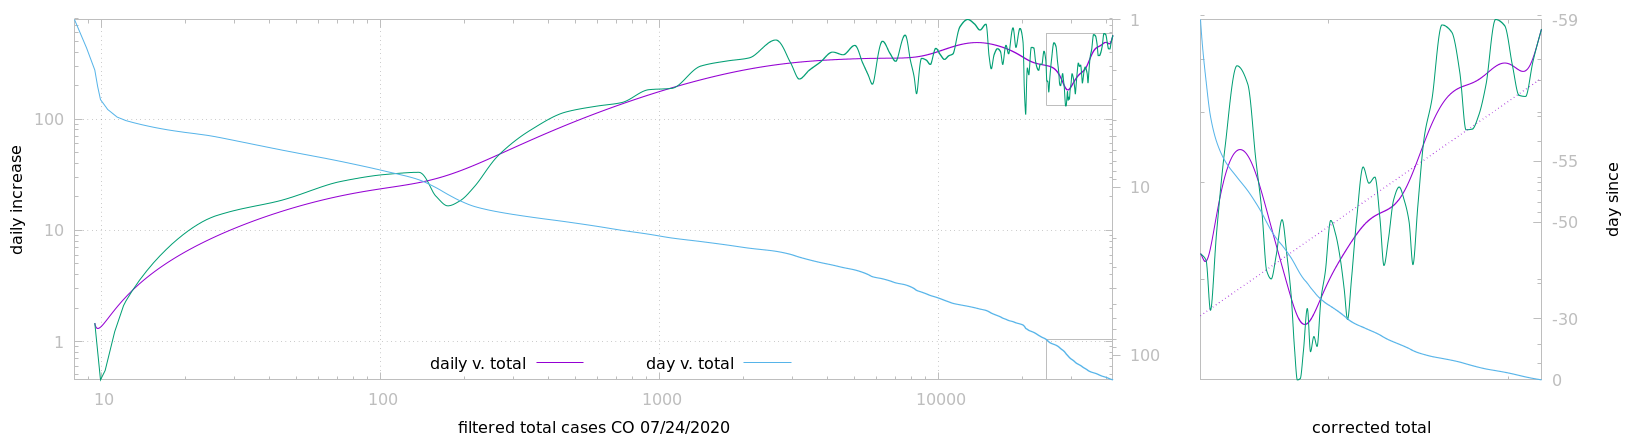 daily increase
100
10
1
10
100
1000
10000
1
10
100
daily v. total
day v. total
filtered total cases CO 07/24/2020
-59
-55
-50
-30
0
day since
corrected total